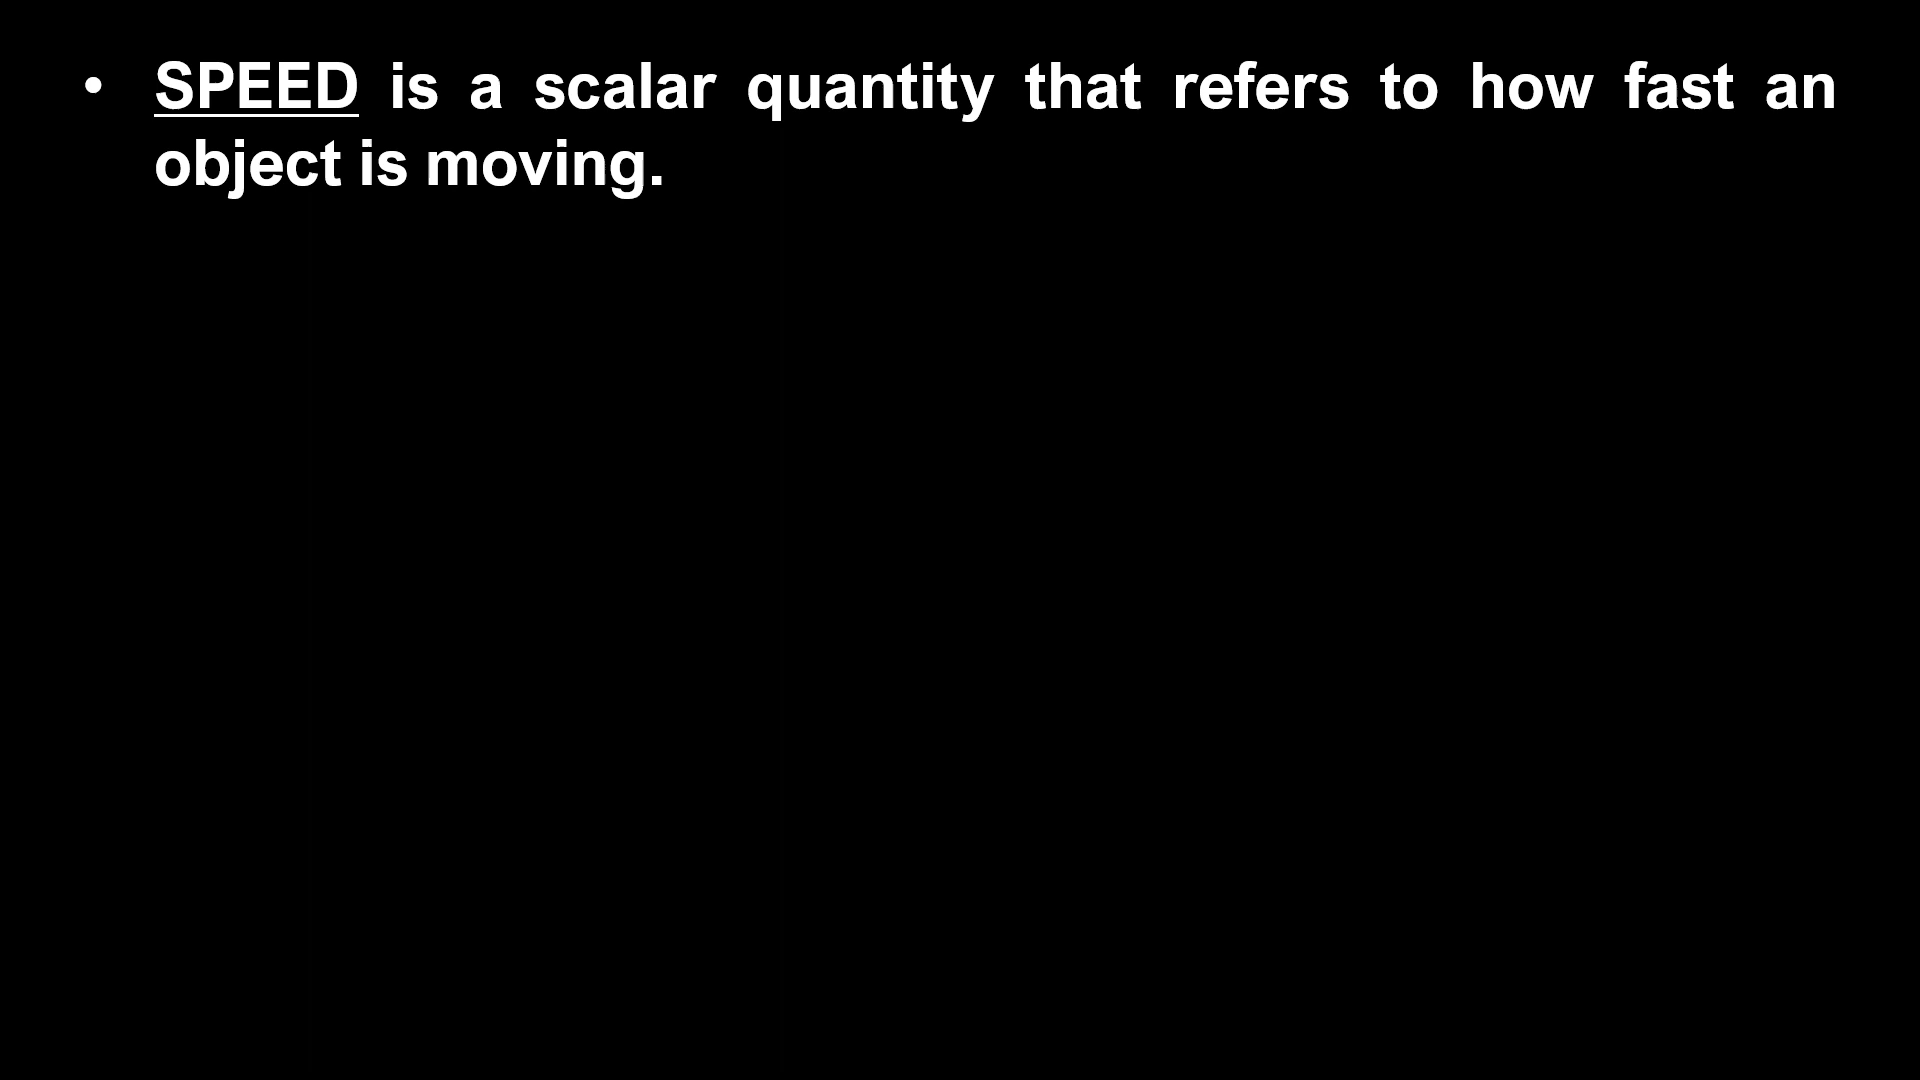 • SPEED is a scalar quantity that refers to how fast an
object is moving.